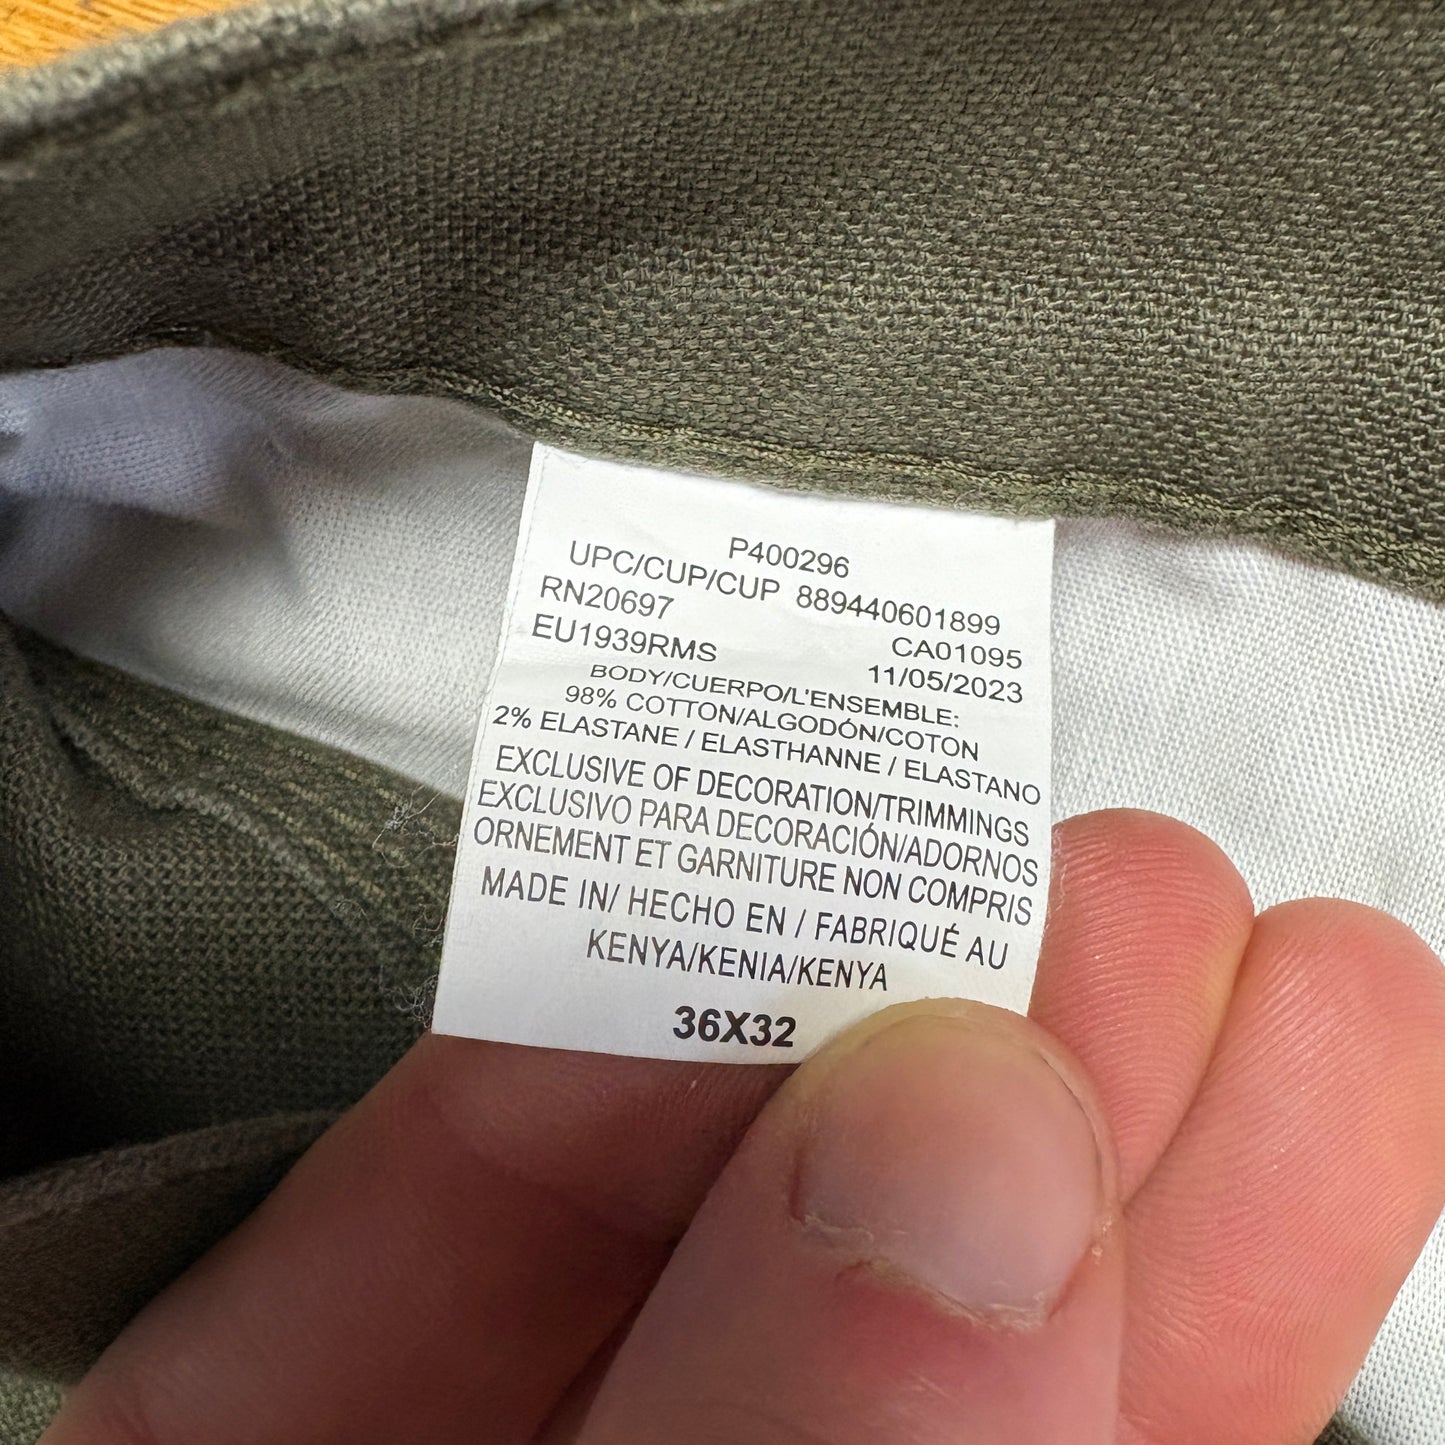 P400296
UPC/CUP/CUP 889440601899
RN20697 CA01095
EU1939RMS 11/05/2023
BODY/CUERPO/L'ENSEMBLE:
98% COTTON/ALGODÓN/COTON
2% ELASTANE / ELASTHANNE / ELASTANO
EXCLUSIVE OF DECORATION/TRIMMINGS
EXCLUSIVO PARA DECORACIÓN/ADORNOS
ORNEMENT ET GARNITURE NON COMPRIS
MADE IN/ HECHO EN / FABRIQUÉ AU
KENYA/KENIA/KENYA
36X32